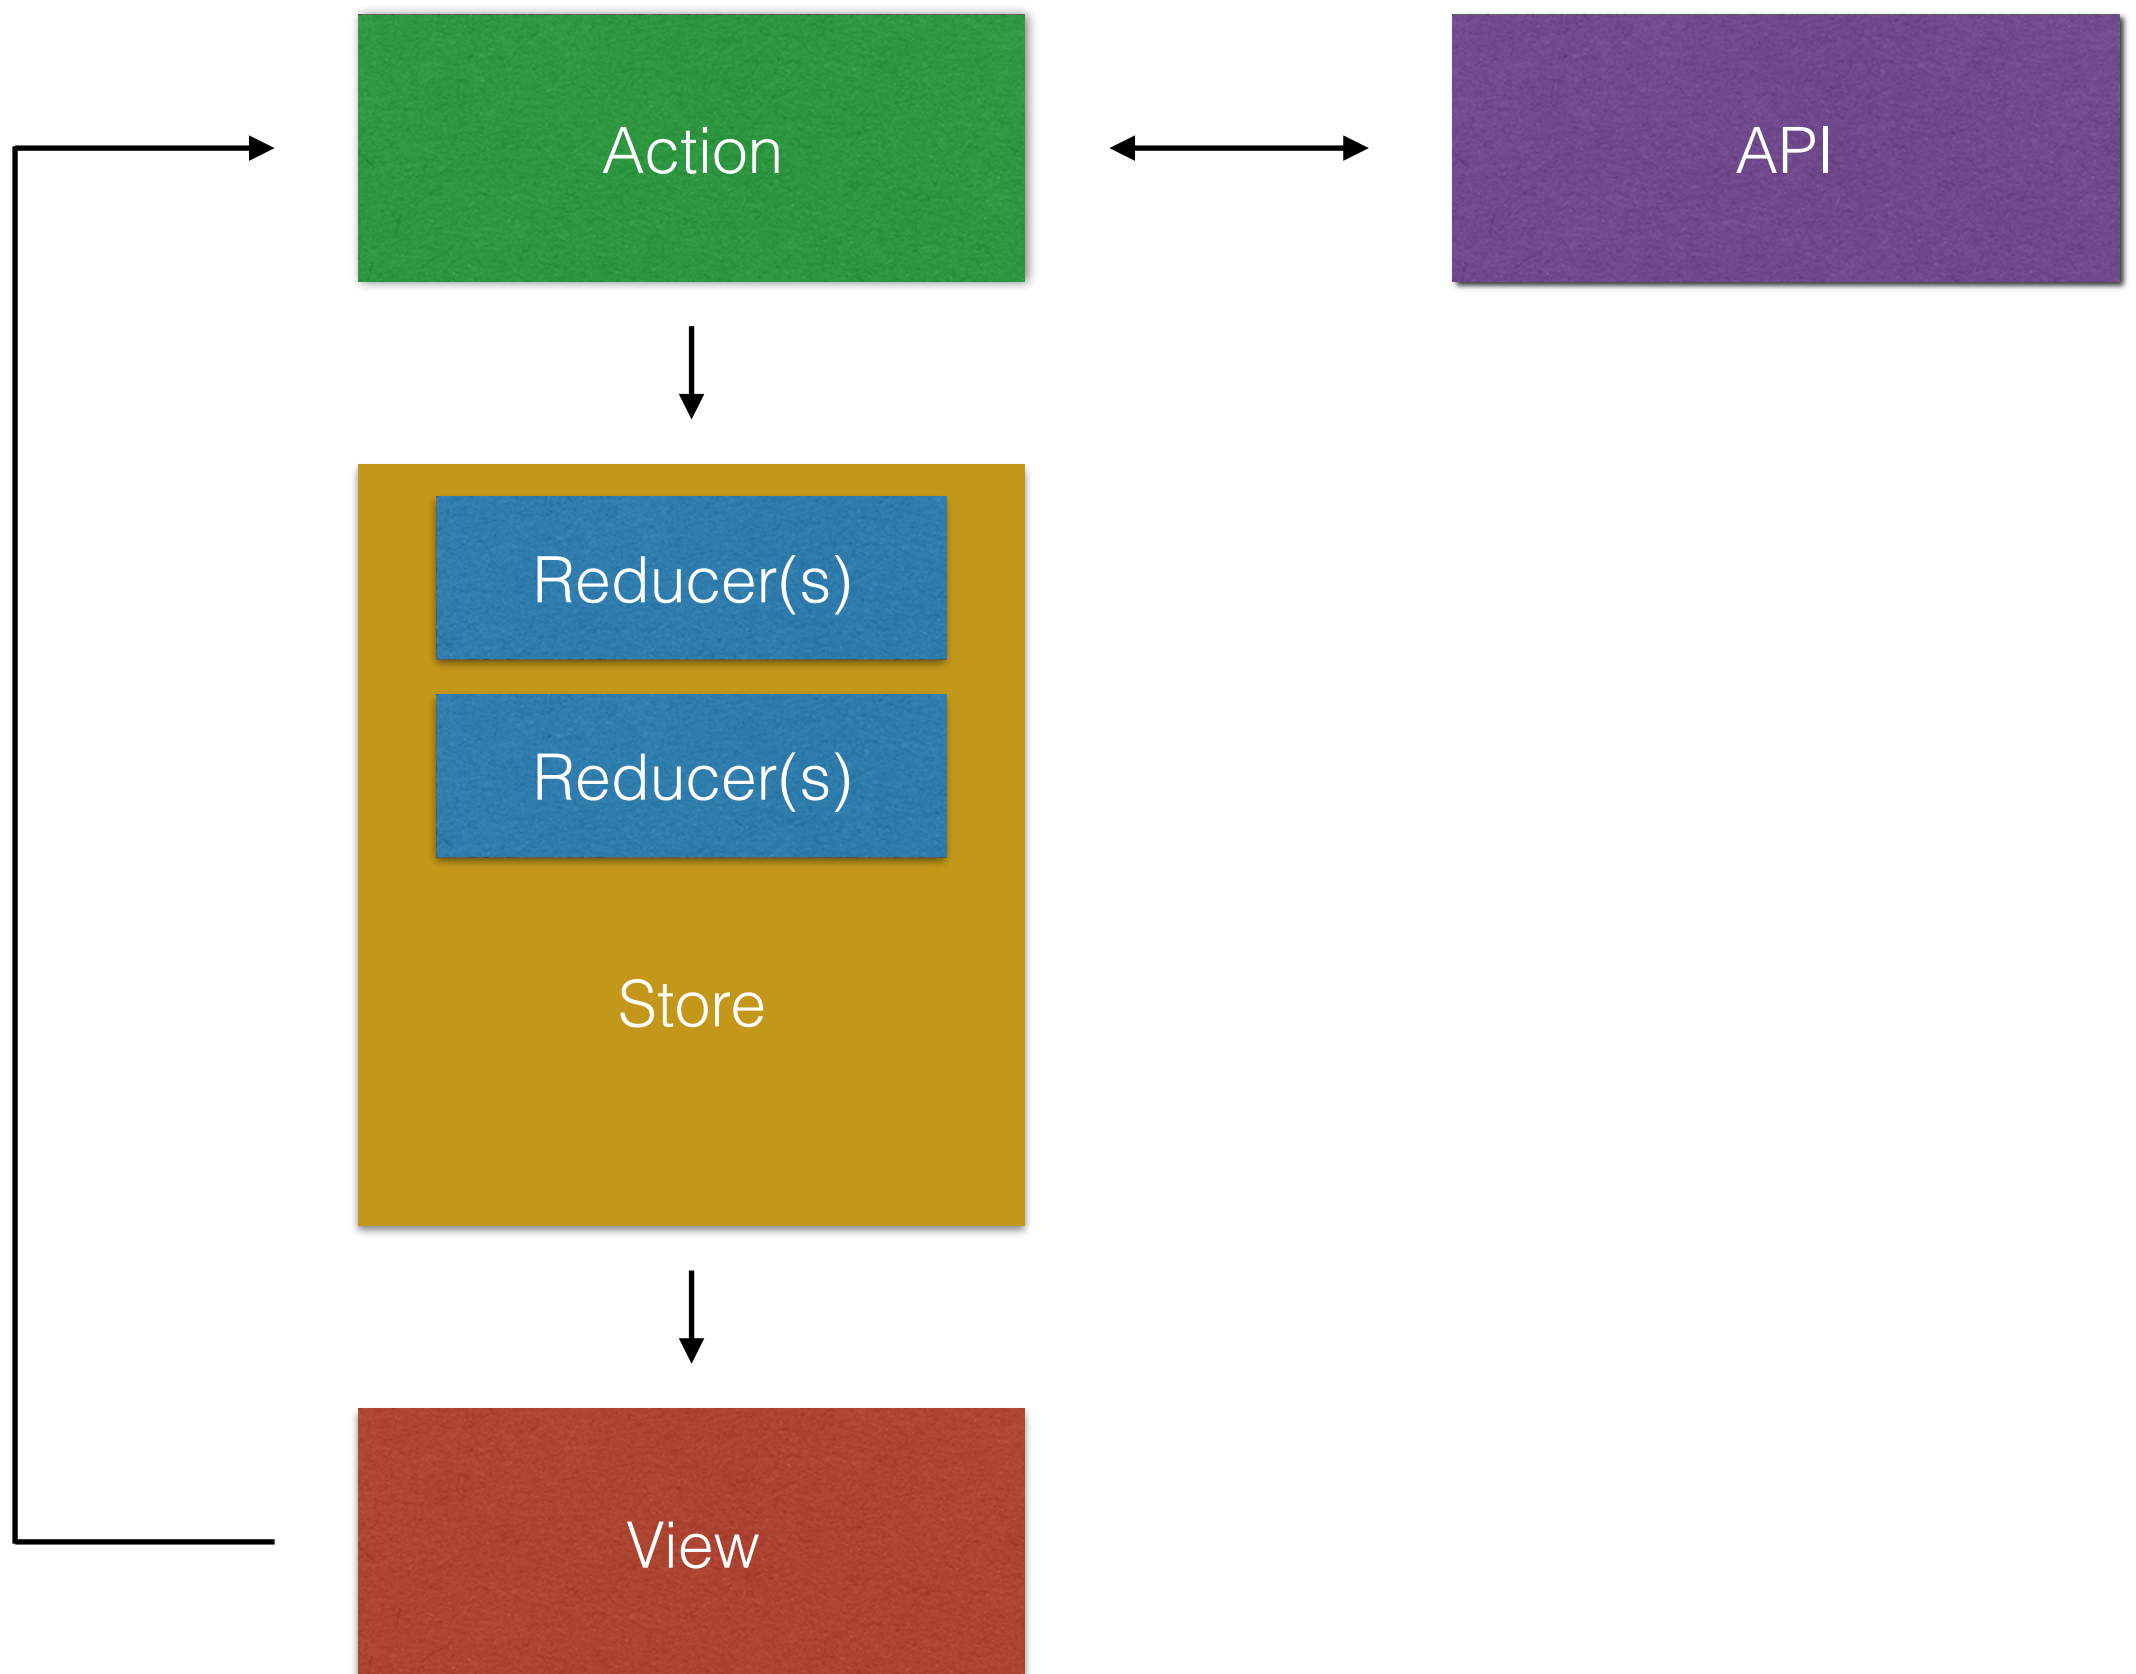 Action
API
Reducer(s)
Reducer(s)
Store
View